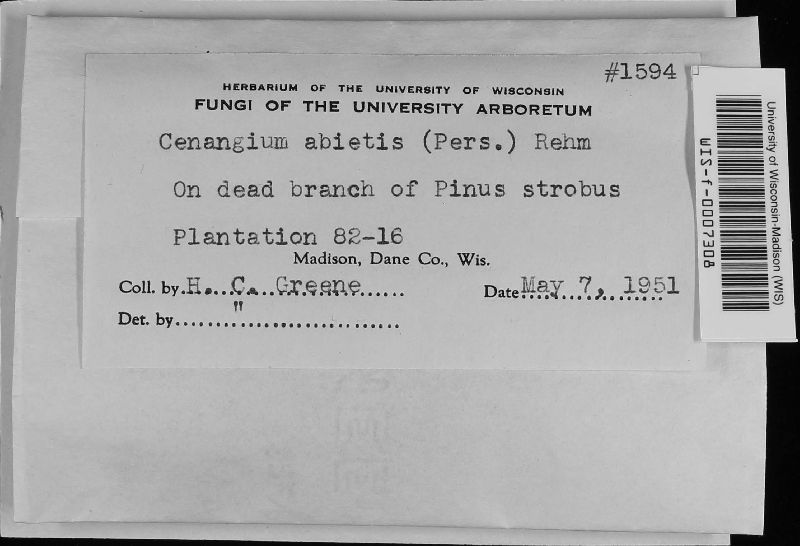 #1594
HERBARIUM OF THE UNIVERSITY OF WISCONSIN
FUNGI OF THE UNIVERSITY ARBORETUM
Cenangium abietis (Pers.) Rehm
On dead branch of Pinus strobus
Plantation 82-16
Madison, Dane Co., Wis.
Coll. by H. C. Greene Date May 7, 1951
Det. by "
University of Wisconsin-Madison (WIS)
WIS-f-0007308